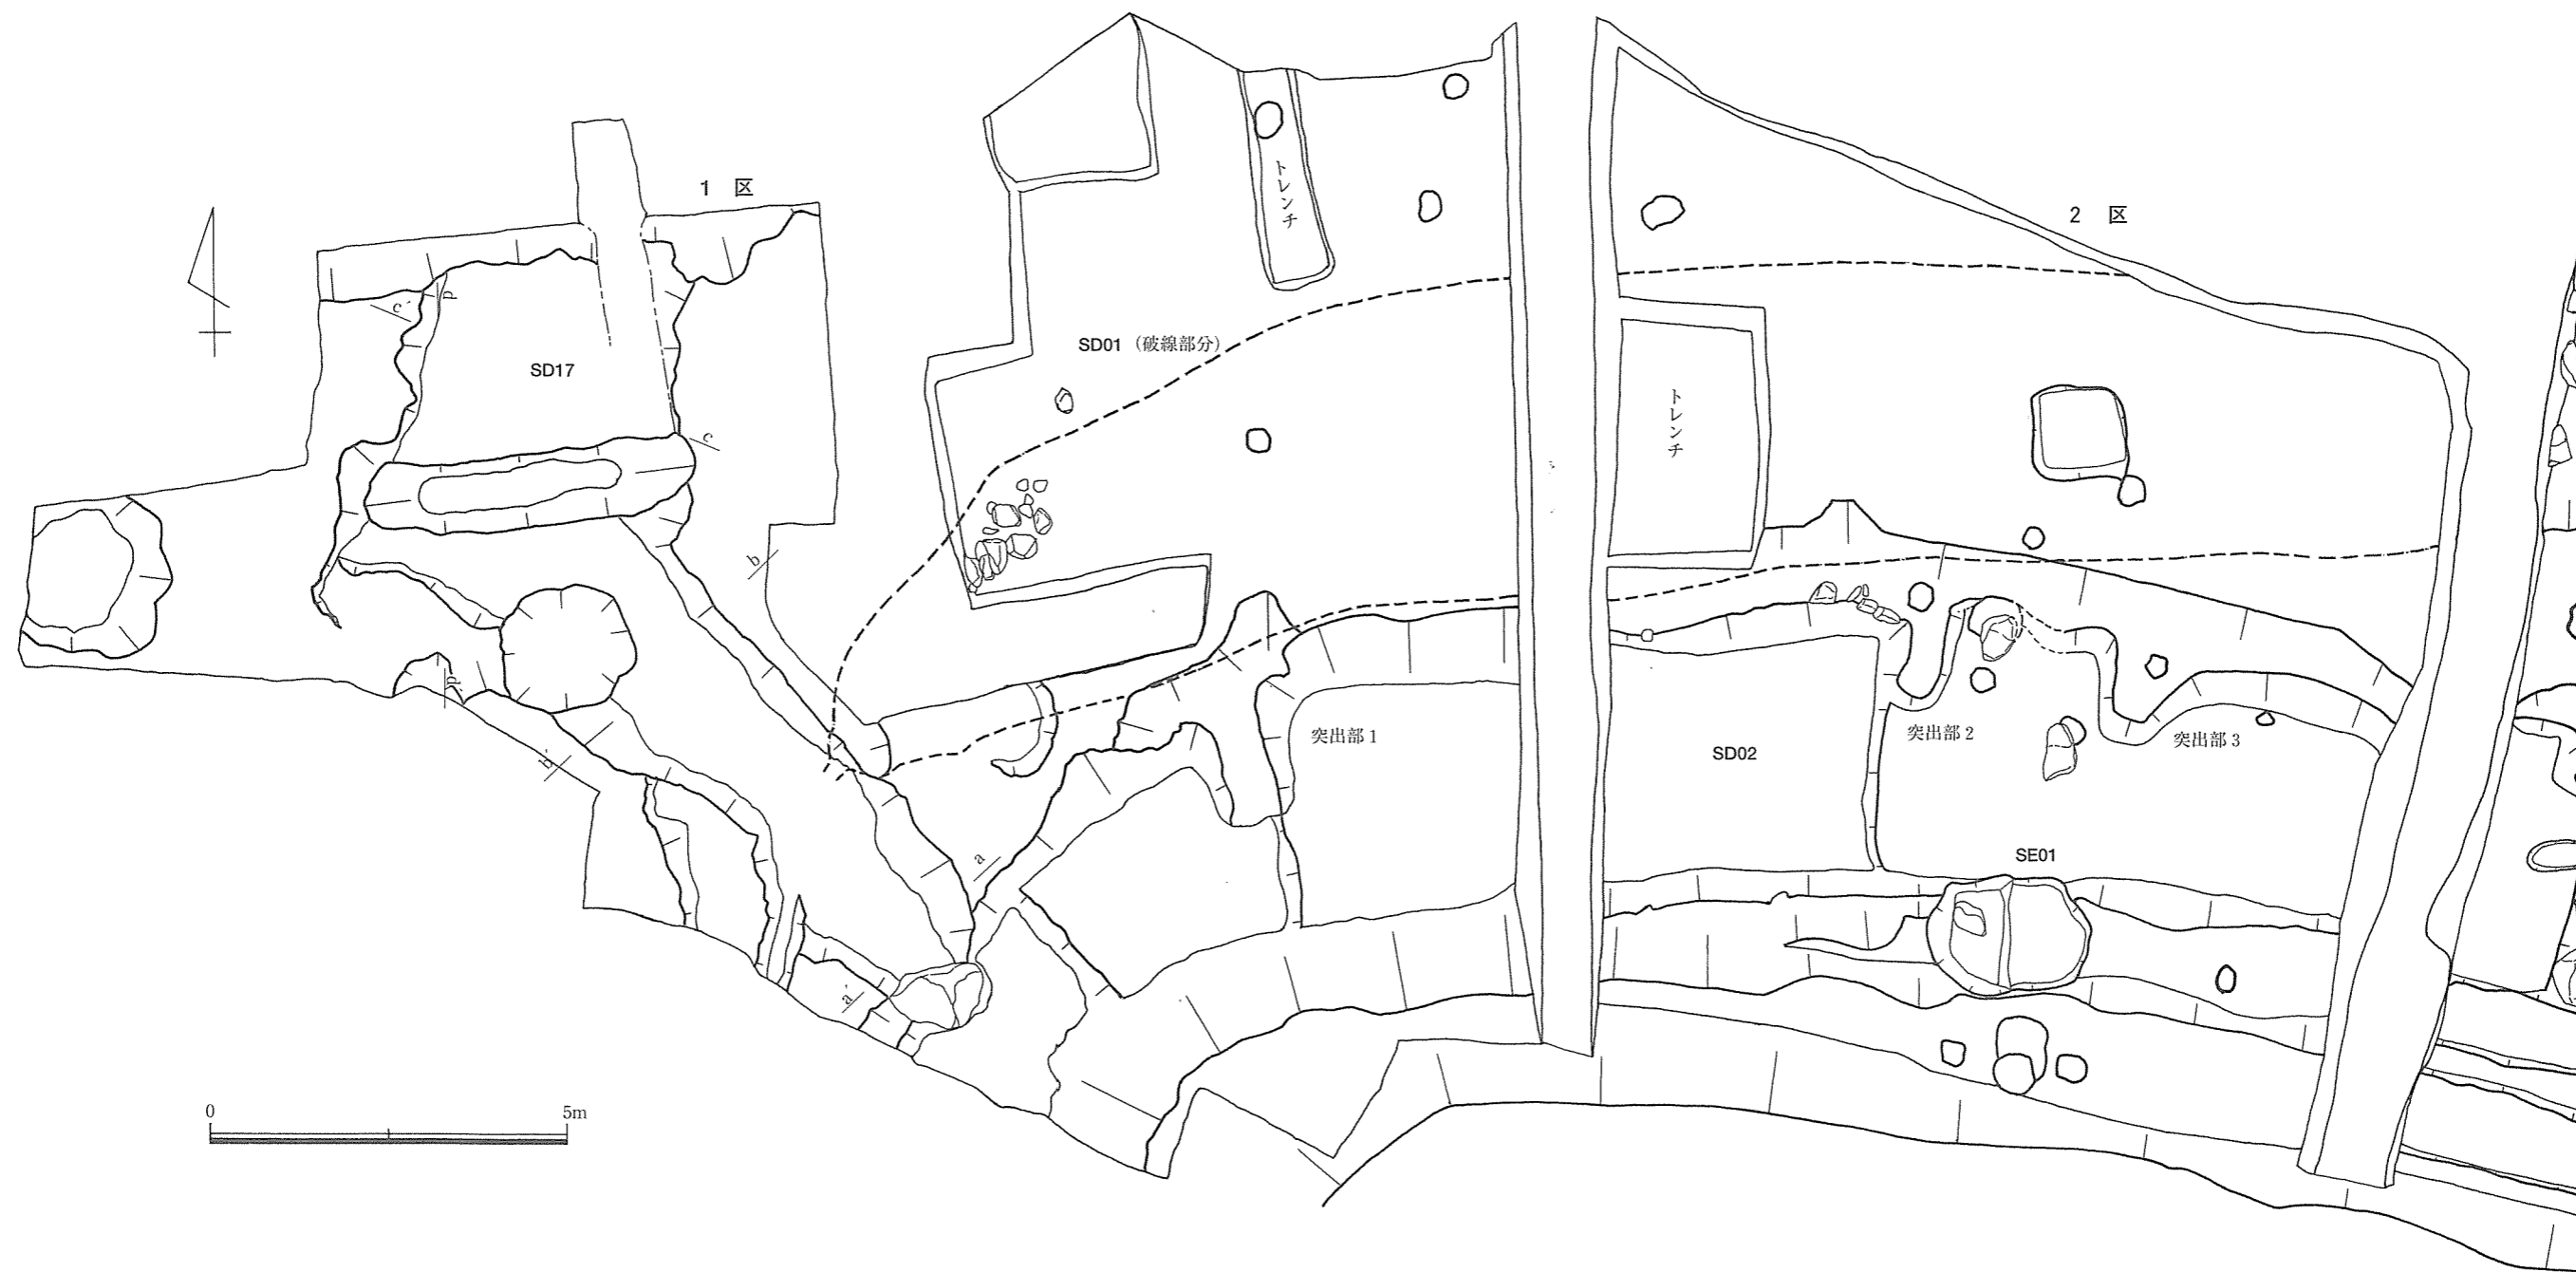 1 区
2 区
トレンチ
c'
d
SD01 (破線部分)
SD17
トレンチ
c
b
d'
b'
突出部 1
突出部 2
突出部 3
SD02
a
SE01
a'
0
5m